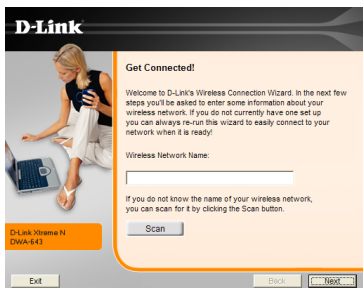 D-Link
Get Connected!
Welcome to D-Link's Wireless Connection Wizard. In the next few
steps you'll be asked to enter some information about your
wireless network. If you do not currently have one set up
you can always re-run this wizard to easily connect to your
network when it is ready!
Wireless Network Name:
If you do not know the name of your wireless network,
you can scan for it by clicking the Scan button.
Scan
D-Link Xtreme N
DWA-643
Exit
Back
Next